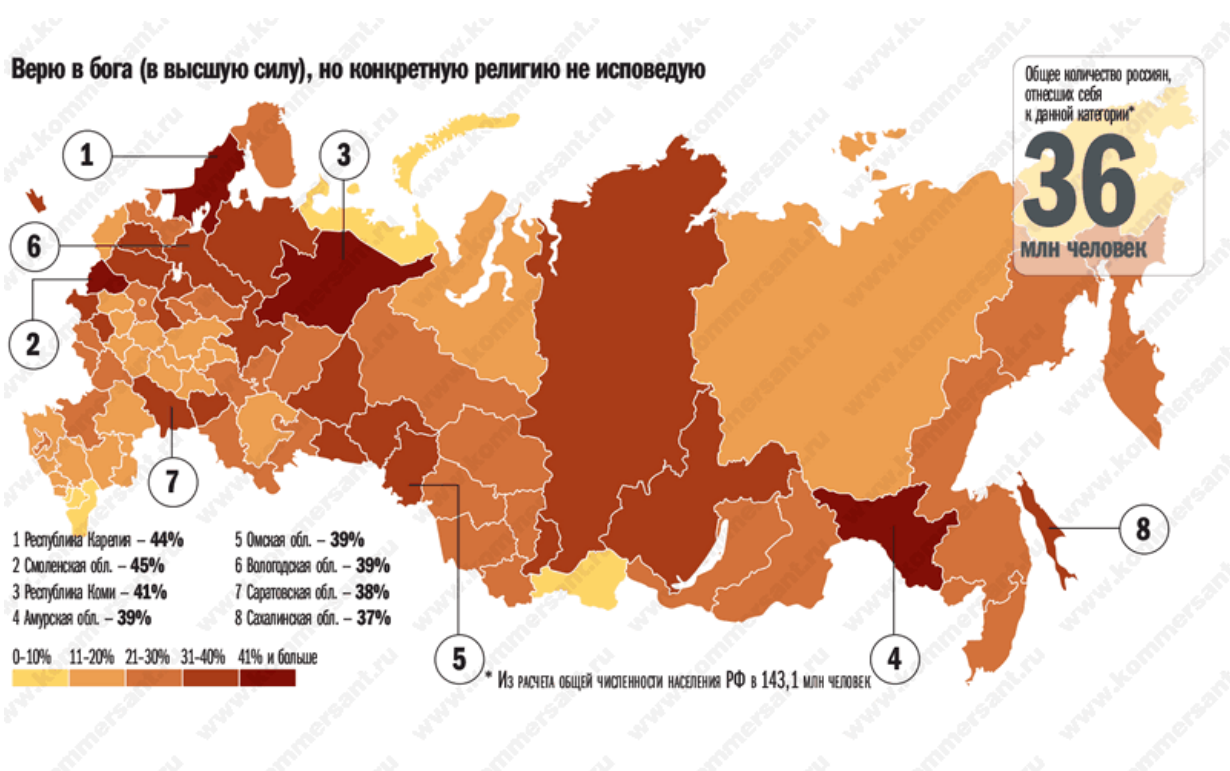 Верю в бога (в высшую силу), но конкретную религию не исповедую
Общее количество россиян,
отнесших себя
к данной категории*
36
млн человек
1
3
6
2
7
8
5
4
1 Республика Карелия – 44%
2 Смоленская обл. – 45%
3 Республика Коми – 41%
4 Амурская обл. – 39%
5 Омская обл. – 39%
6 Вологодская обл. – 39%
7 Саратовская обл. – 38%
8 Сахалинская обл. – 37%
0-10% 11-20% 21-30% 31-40% 41% и больше
* Из расчета общей численности населения РФ в 143,1 млн человек
www.kommersant.ru